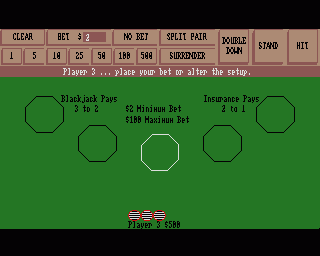 CLEAR BET $ 2 NO BET SPLIT PAIR DOUBLE DOWN STAND HIT
1 5 10 25 50 100 500 SURRENDER
Player 3 ... place your bet or alter the setup.
Blackjack Pays Insurance Pays
3 to 2 $2 Minimum Bet 2 to 1
$100 Maximum Bet
Player 3 $500